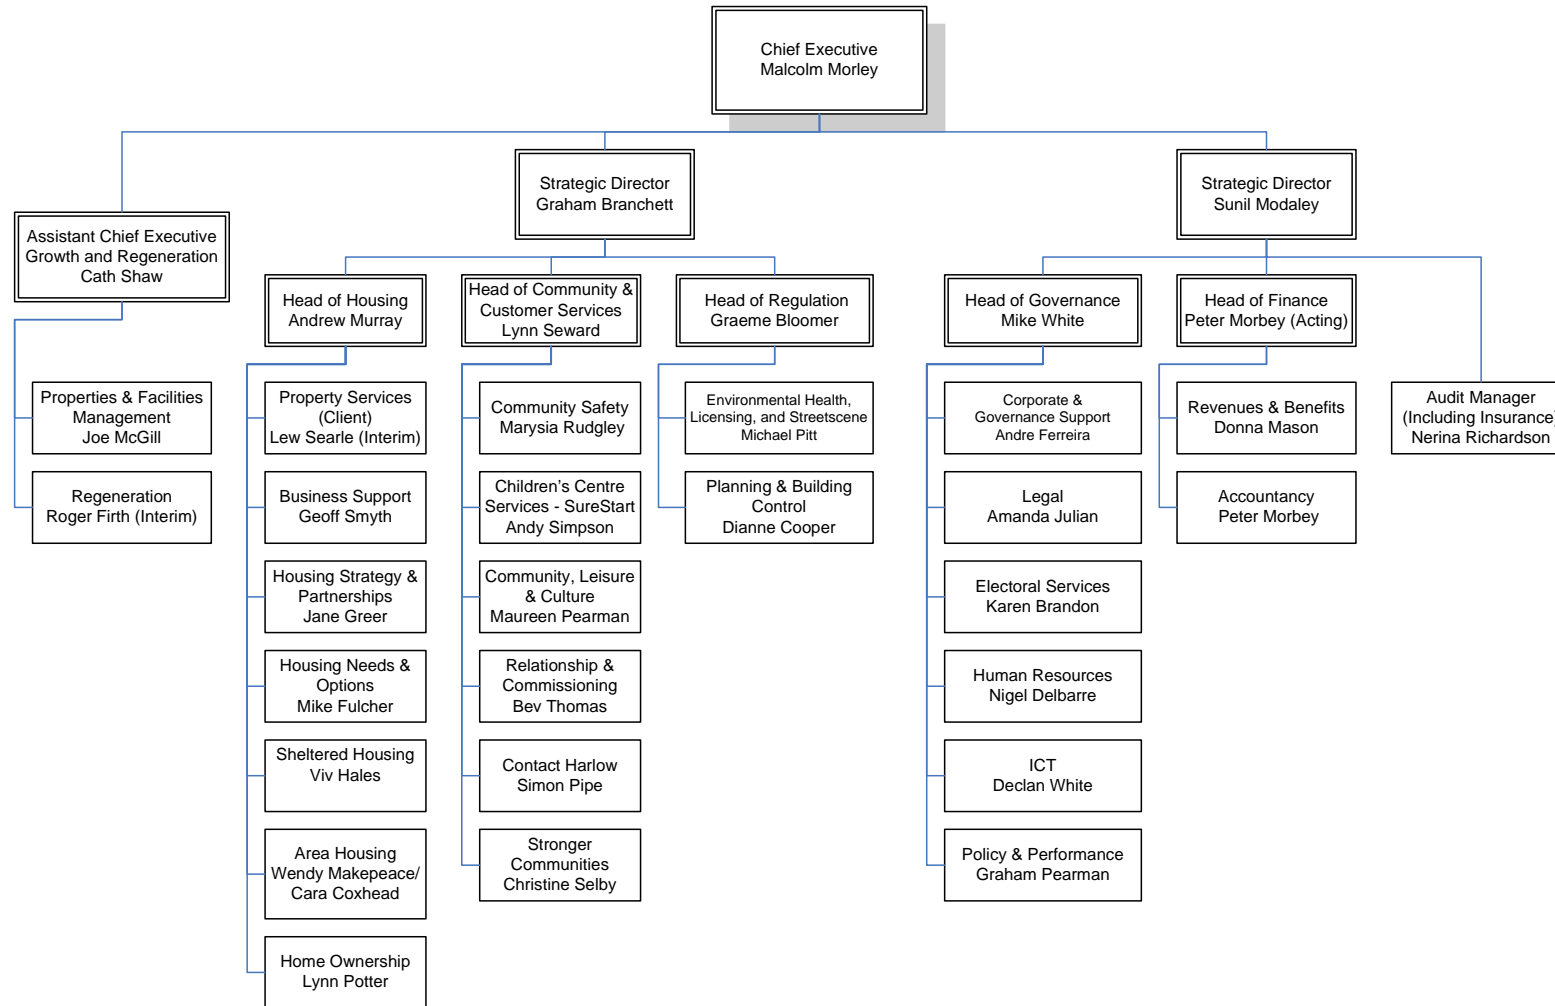 Chief Executive
Malcolm Morley
Strategic Director
Graham Branchett
Strategic Director
Sunil Modaley
Assistant Chief Executive
Growth and Regeneration
Cath Shaw
Head of Housing
Andrew Murray
Head of Community &
Customer Services
Lynn Seward
Head of Regulation
Graeme Bloomer
Head of Governance
Mike White
Head of Finance
Peter Morbey (Acting)
Properties & Facilities
Management
Joe McGill
Regeneration
Roger Firth (Interim)
Property Services
(Client)
Lew Searle (Interim)
Business Support
Geoff Smyth
Housing Strategy &
Partnerships
Jane Greer
Housing Needs &
Options
Mike Fulcher
Sheltered Housing
Viv Hales
Area Housing
Wendy Makepeace/
Cara Coxhead
Home Ownership
Lynn Potter
Community Safety
Marysia Rudgley
Children's Centre
Services - SureStart
Andy Simpson
Community, Leisure
& Culture
Maureen Pearman
Relationship &
Commissioning
Bev Thomas
Contact Harlow
Simon Pipe
Stronger
Communities
Christine Selby
Environmental Health,
Licensing, and Streetscene
Michael Pitt
Planning & Building
Control
Dianne Cooper
Corporate &
Governance Support
Andre Ferreira
Legal
Amanda Julian
Electoral Services
Karen Brandon
Human Resources
Nigel Delbarre
ICT
Declan White
Policy & Performance
Graham Pearman
Revenues & Benefits
Donna Mason
Accountancy
Peter Morbey
Audit Manager
(Including Insurance)
Nerina Richardson